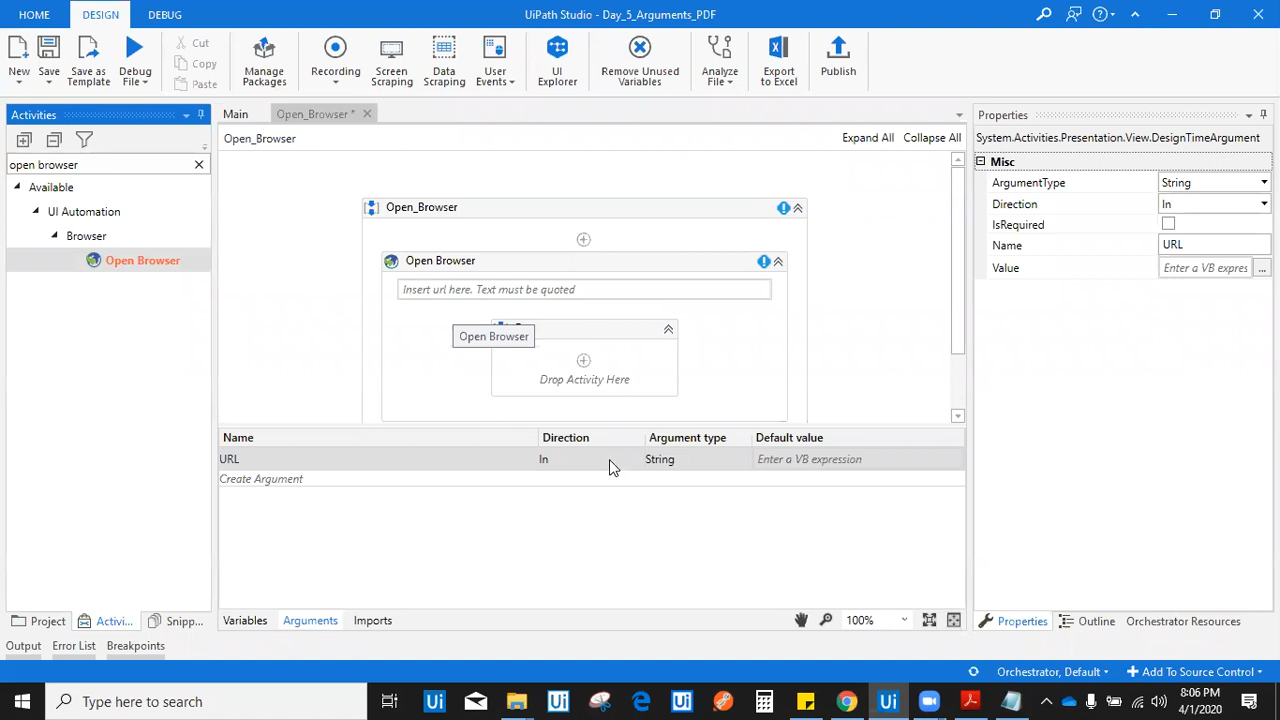 HOME DESIGN DEBUG UiPath Studio - Day_5_Arguments_PDF
New Save Save as Template Debug File Cut Copy Paste Manage Packages Recording Screen Scraping Data Scraping User Events UI Explorer Remove Unused Variables Analyze File Export to Excel Publish
Activities
open browser
Available
UI Automation
Browser
Open Browser
Main Open_Browser *
Open_Browser Expand All Collapse All
Open_Browser
Open Browser
Insert url here. Text must be quoted
Open Browser
Drop Activity Here
Name Direction Argument type Default value
URL In String Enter a VB expression
Create Argument
Variables Arguments Imports 100%
Properties
System.Activities.Presentation.View.DesignTimeArgument
Misc
ArgumentType String
Direction In
IsRequired
Name URL
Value Enter a VB expres ...
Project Activi... Snipp... Properties Outline Orchestrator Resources
Output Error List Breakpoints
Orchestrator, Default Add To Source Control
Type here to search
8:06 PM
4/1/2020